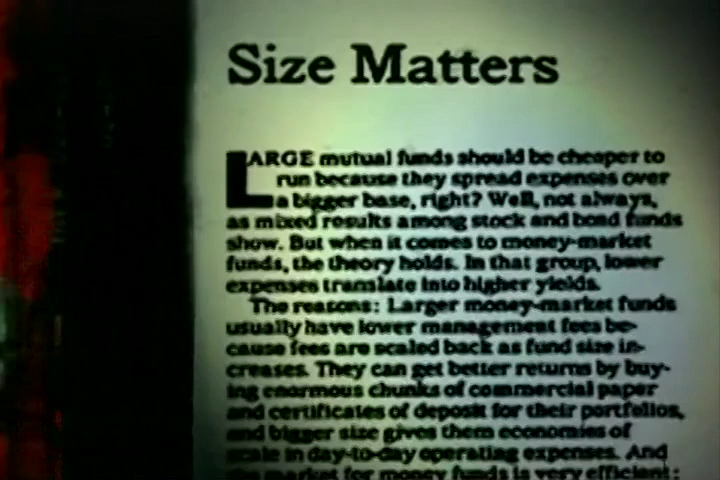 Size Matters
LARGE mutual funds should be cheaper to
run because they spread expenses over
a bigger base, right? Well, not always,
as mixed results among stock and bond funds
show. But when it comes to money-market
funds, the theory holds. In that group, lower
expenses translate into higher yields.
The reasons: Larger money-market funds
usually have lower management fees be-
cause fees are scaled back as fund size in-
creases. They can get better returns by buy-
ing enormous chunks of commercial paper
and certificates of deposit for their portfolios,
and bigger size gives them economies of
scale in day-to-day operating expenses. And
the market for money funds is very efficient: